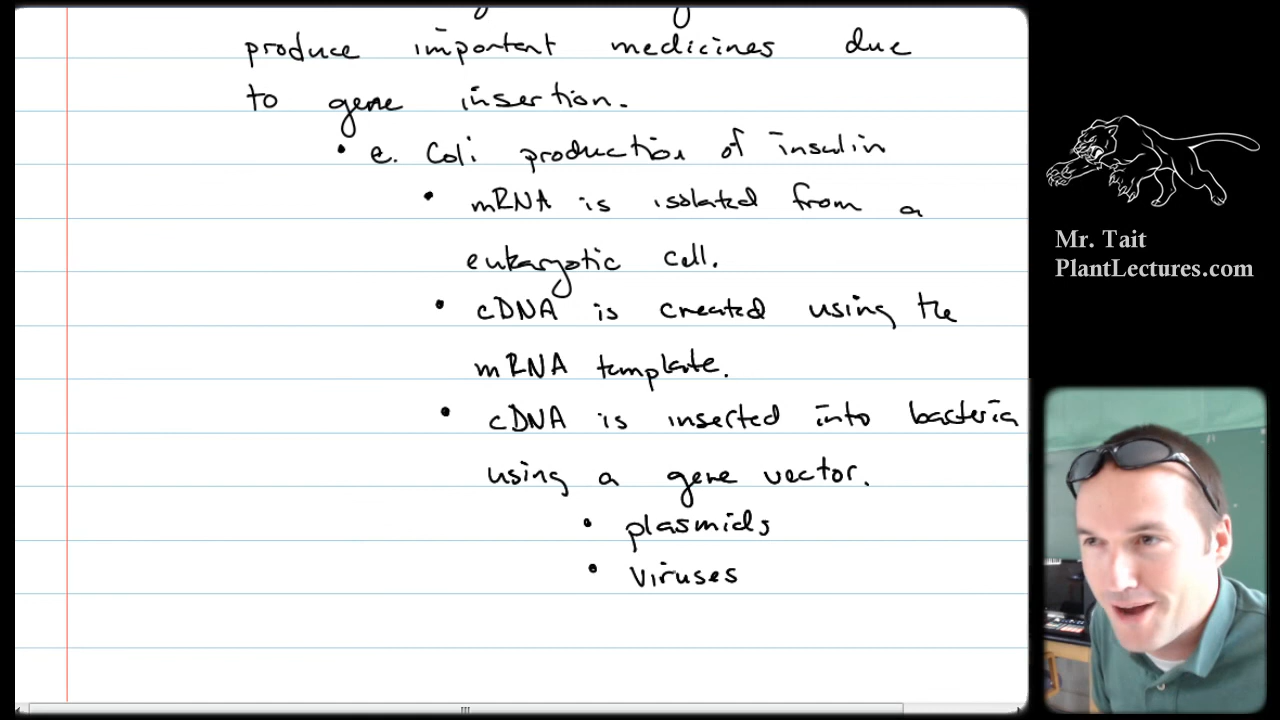 produce important medicines due
to gene insertion.
• e. Coli production of insulin
• mRNA is isolated from a
eukaryotic cell.
• cDNA is created using the
mRNA template.
• cDNA is inserted into bacteria
using a gene vector.
• plasmids
• viruses
Mr. Tait
PlantLectures.com